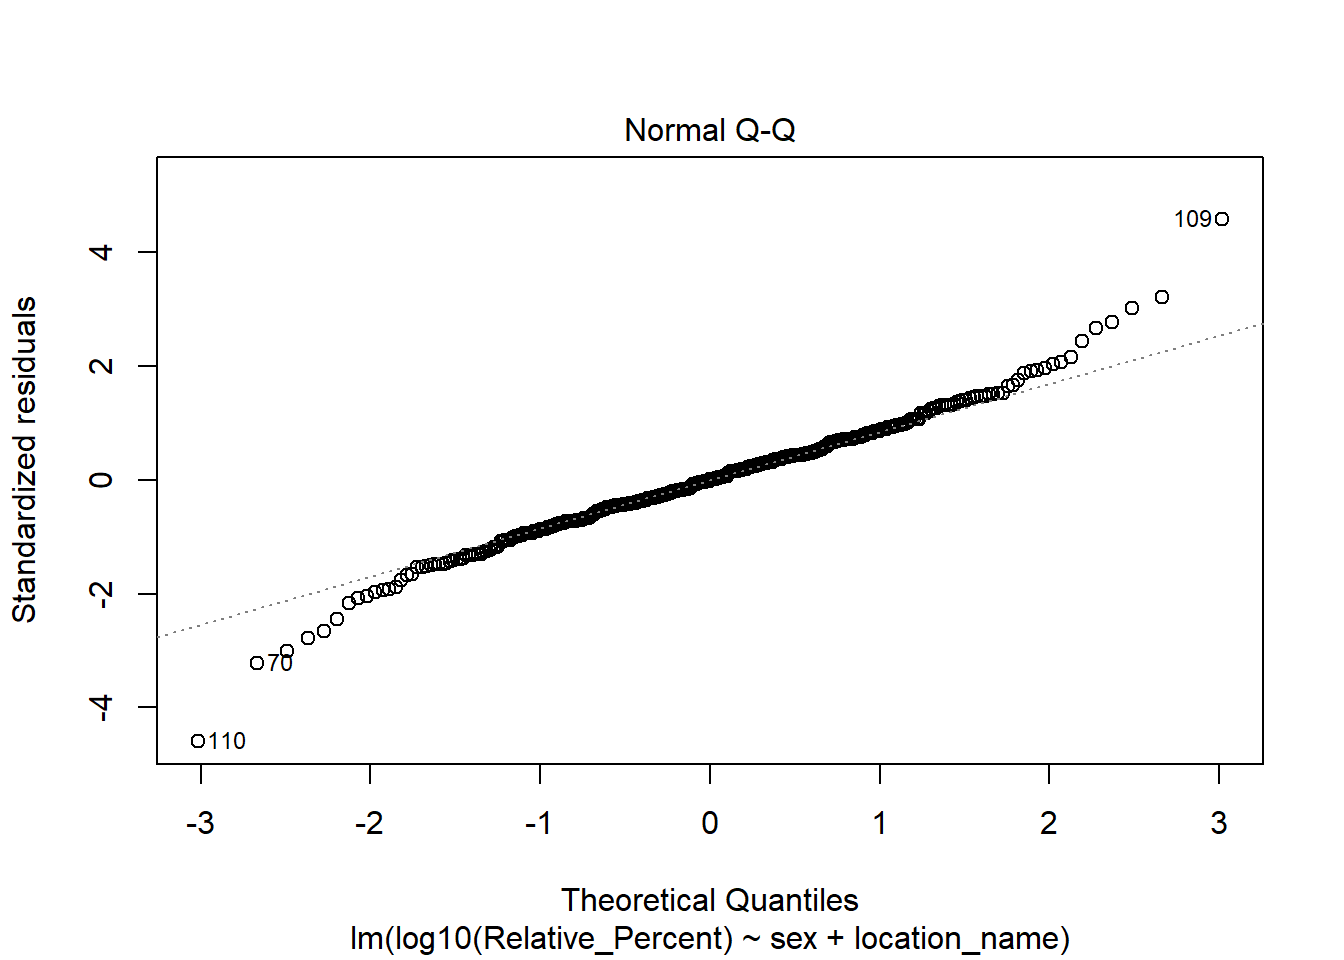 Normal Q-Q
Standardized residuals
4
2
0
-2
-4
109
70
110
-3 -2 -1 0 1 2 3
Theoretical Quantiles
lm(log10(Relative_Percent) ~ sex + location_name)